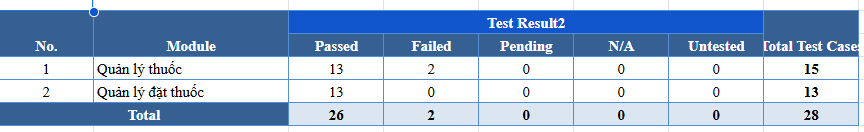 Test Result2
No. Module Passed Failed Pending N/A Untested Total Test Case
1 Quản lý thuốc 13 2 0 0 0 15
2 Quản lý đặt thuốc 13 0 0 0 0 13
Total 26 2 0 0 0 28